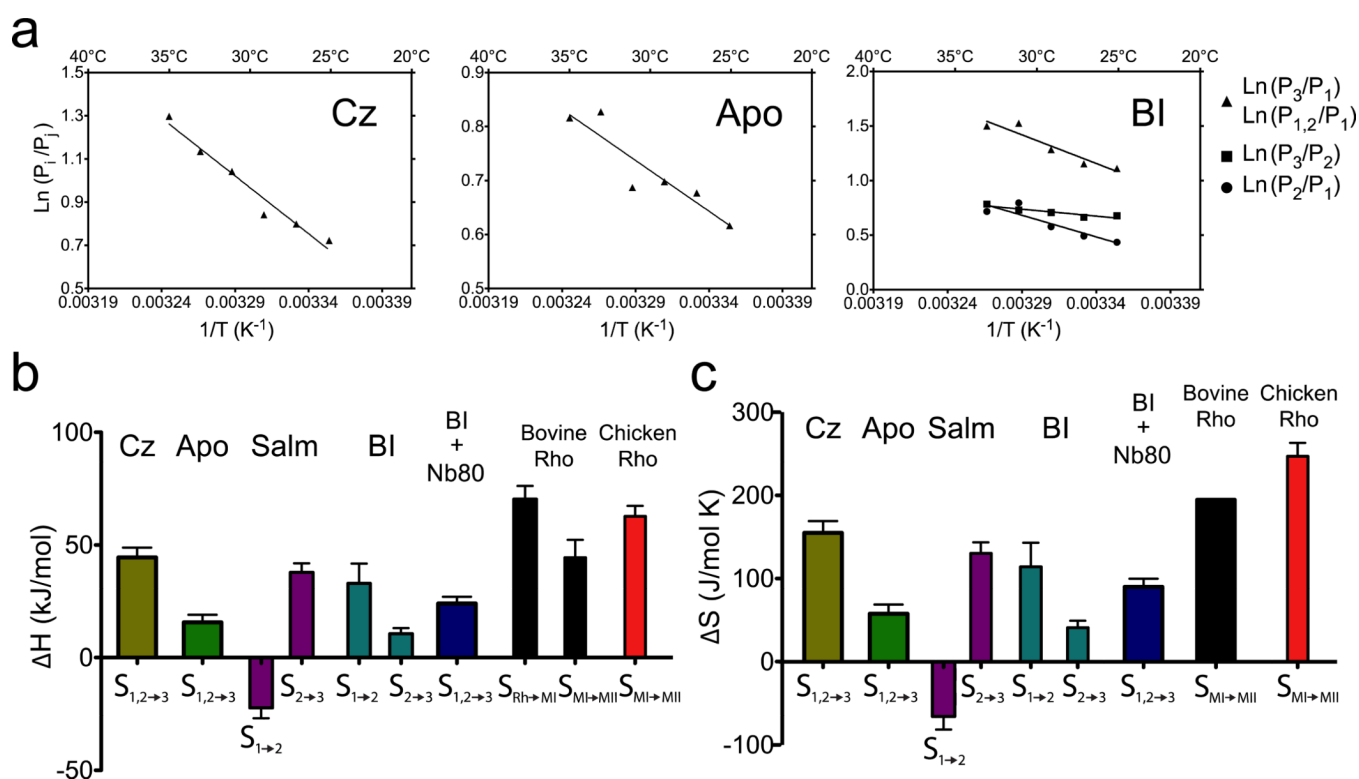 a
40°C 35°C 30°C 25°C 20°C
1.5
1.3
1.1
0.9
0.7
0.5
Ln (Pi/Pj)
Cz
0.00319 0.00324 0.00329 0.00334 0.00339
1/T (K-1)
40°C 35°C 30°C 25°C 20°C
0.9
0.8
0.7
0.6
0.5
Apo
0.00319 0.00324 0.00329 0.00334 0.00339
1/T (K-1)
40°C 35°C 30°C 25°C 20°C
2.0
1.5
1.0
0.5
0.0
BI
0.00319 0.00324 0.00329 0.00334 0.00339
1/T (K-1)
Ln (P3/P1)
Ln (P1,2/P1)
Ln (P3/P2)
Ln (P2/P1)
b
ΔH (kJ/mol)
100
50
0
-50
Cz Apo Salm BI
BI
+
Nb80
Bovine
Rho
Chicken
Rho
S1,2→3 S1,2→3 S1→2 S2→3 S1→2 S2→3 S1,2→3 SRh→MI SMI→MII SMI→MII
c
ΔS (J/mol K)
300
200
100
0
-100
Cz Apo Salm BI
BI
+
Nb80
Bovine
Rho
Chicken
Rho
S1,2→3 S1,2→3 S1→2 S2→3 S1→2 S2→3 S1,2→3 SMI→MII SMI→MII